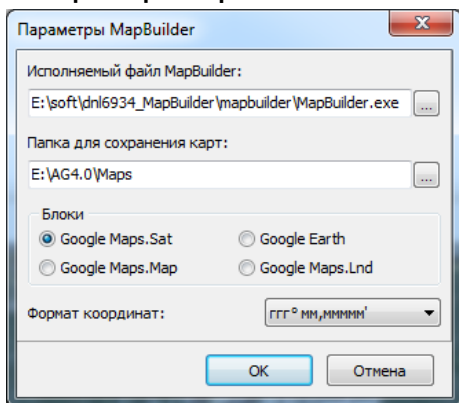 Параметры MapBuilder
Исполняемый файл MapBuilder:
E:\soft\dnl6934_MapBuilder\mapbuilder\MapBuilder.exe
...
Папка для сохранения карт:
E:\AG4.0\Maps
...
Блоки
Google Maps.Sat
Google Earth
Google Maps.Map
Google Maps.Lnd
Формат координат:
ггг° мм,ммммм'
OK
Отмена